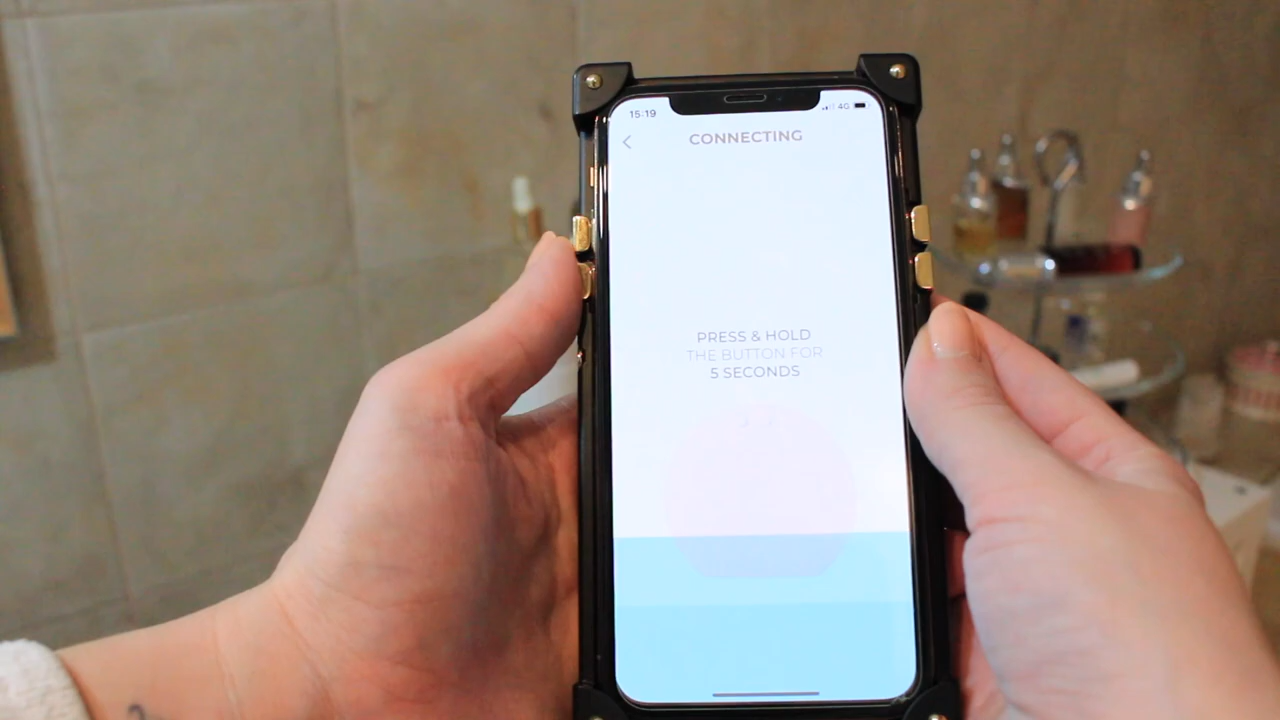 15:19
4G
CONNECTING
PRESS & HOLD
THE BUTTON FOR
5 SECONDS